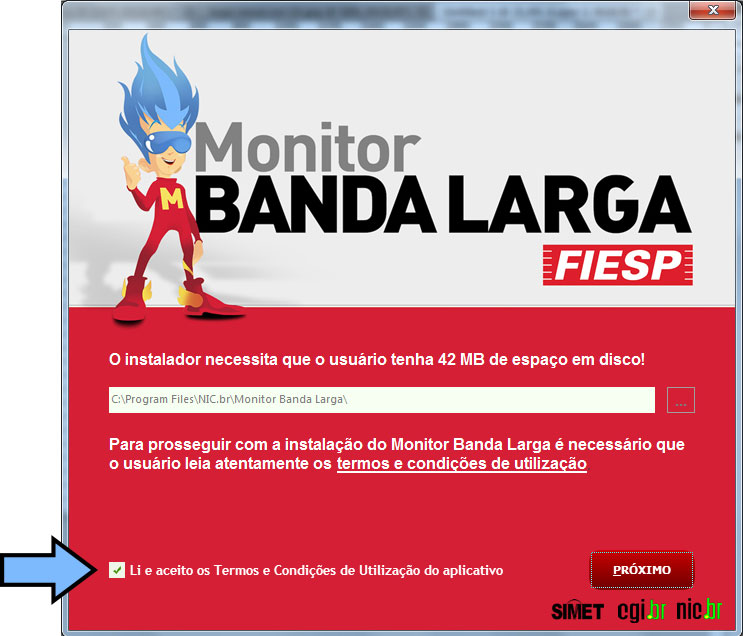 Monitor
BANDA LARGA
FIESP
M
O instalador necessita que o usuário tenha 42 MB de espaço em disco!
C:\Program Files\NIC.br\Monitor Banda Larga\
...
Para prosseguir com a instalação do Monitor Banda Larga é necessário que
o usuário leia atentamente os termos e condições de utilização
Li e aceito os Termos e Condições de Utilização do aplicativo
PRÓXIMO
SIMET cgi.br nic.br